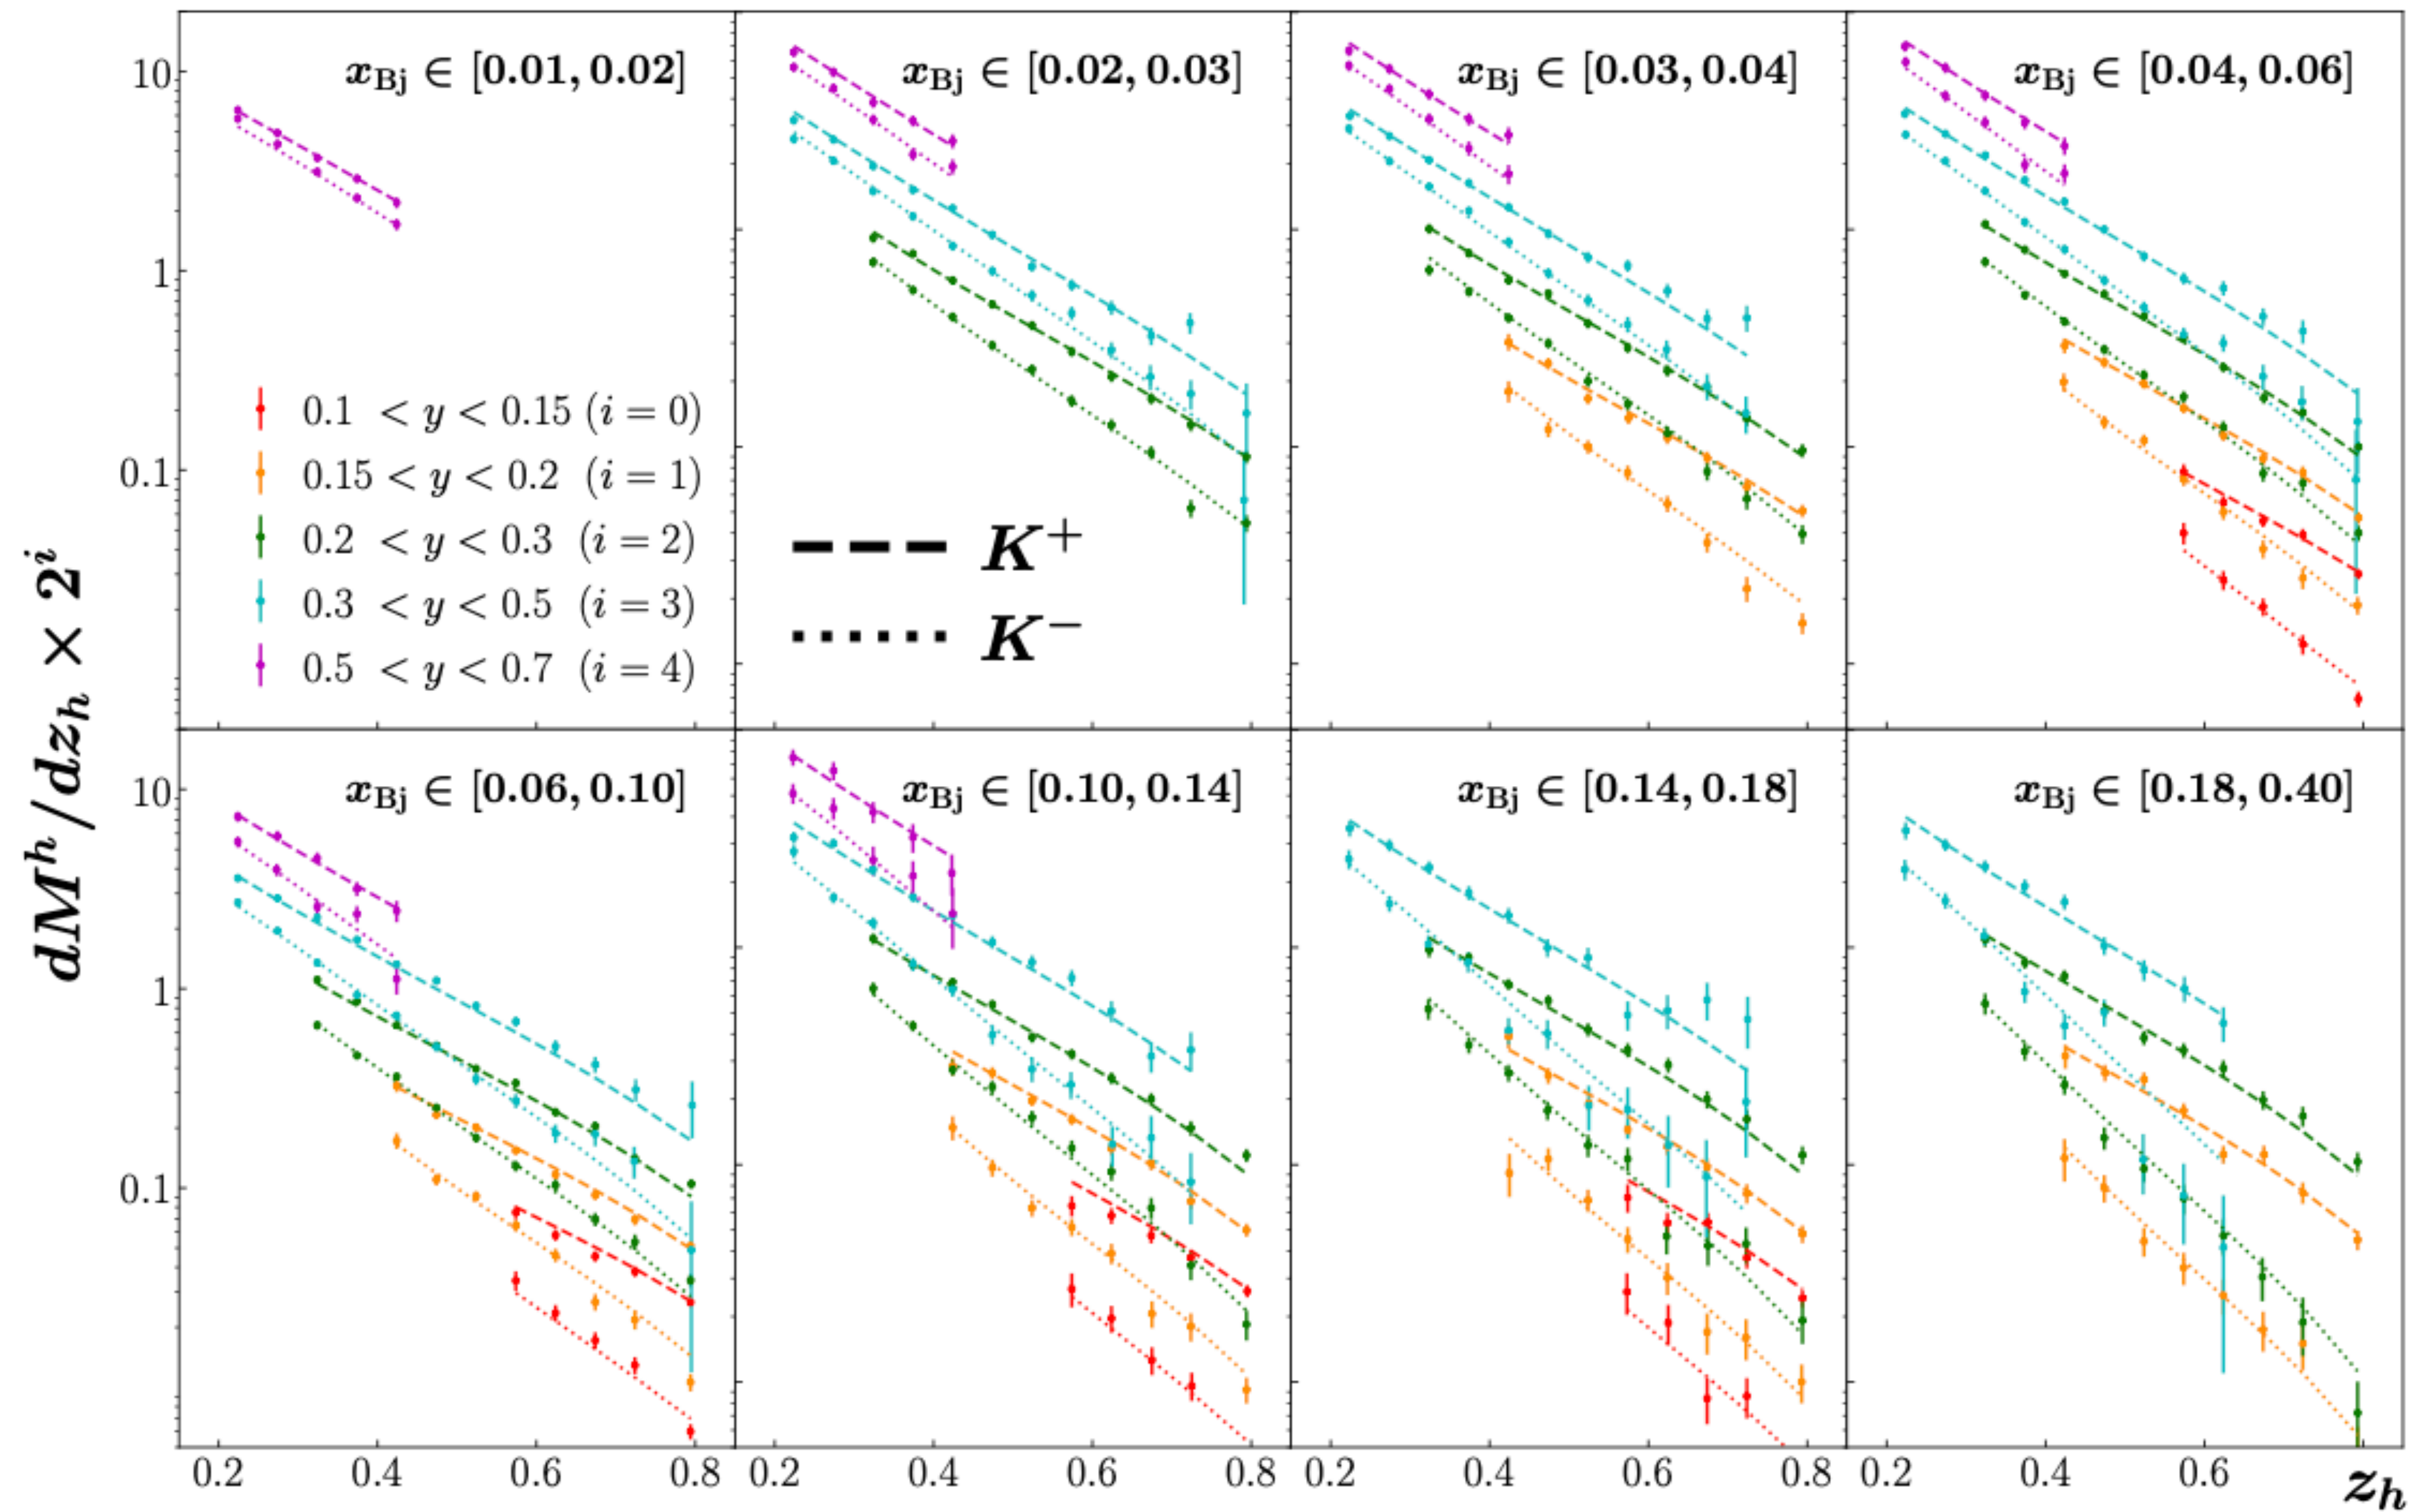 x_Bj ∈ [0.01, 0.02]
x_Bj ∈ [0.02, 0.03]
x_Bj ∈ [0.03, 0.04]
x_Bj ∈ [0.04, 0.06]
10
1
0.1
0.1 < y < 0.15 (i = 0)
0.15 < y < 0.2 (i = 1)
0.2 < y < 0.3 (i = 2)
0.3 < y < 0.5 (i = 3)
0.5 < y < 0.7 (i = 4)
K⁺
K⁻
dM^h/dz_h × 2^i
x_Bj ∈ [0.06, 0.10]
x_Bj ∈ [0.10, 0.14]
x_Bj ∈ [0.14, 0.18]
x_Bj ∈ [0.18, 0.40]
10
1
0.1
0.2 0.4 0.6 0.8 0.2 0.4 0.6 0.8 0.2 0.4 0.6 0.8 0.2 0.4 0.6 z_h